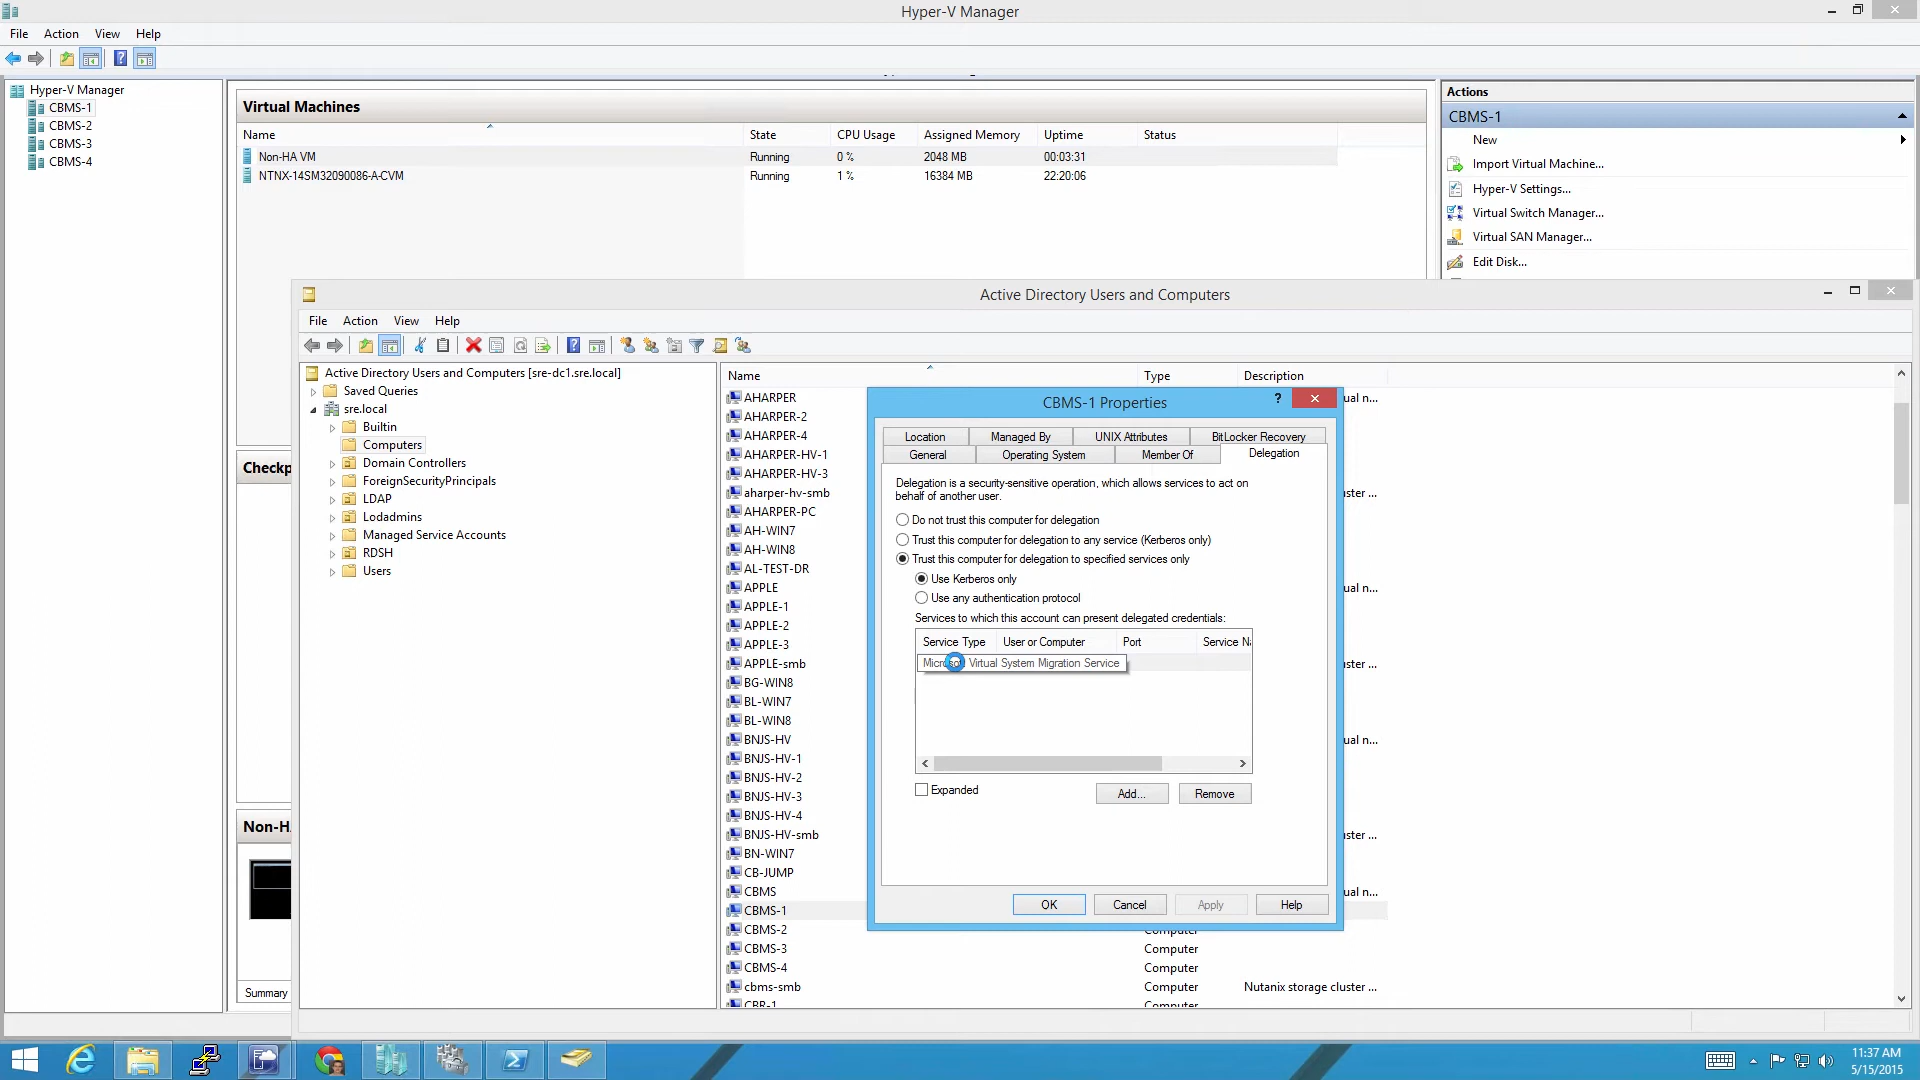 Hyper-V Manager
File Action View Help
Hyper-V Manager
CBMS-1
CBMS-2
CBMS-3
CBMS-4
Virtual Machines
Name State CPU Usage Assigned Memory Uptime Status
Non-HA VM Running 0 % 2048 MB 00:03:31
NTNX-14SM32090086-A-CVM Running 1 % 16384 MB 22:20:06
Actions
CBMS-1
New
Import Virtual Machine...
Hyper-V Settings...
Virtual Switch Manager...
Virtual SAN Manager...
Edit Disk...
Checkp
Non-H
Summary
Active Directory Users and Computers
File Action View Help
Active Directory Users and Computers [sre-dc1.sre.local]
Saved Queries
sre.local
Builtin
Computers
Domain Controllers
ForeignSecurityPrincipals
LDAP
Lodadmins
Managed Service Accounts
RDSH
Users
Name Type Description
AHARPER ual n...
AHARPER-2
AHARPER-4
AHARPER-HV-1
AHARPER-HV-3
aharper-hv-smb uster ...
AHARPER-PC
AH-WIN7
AH-WIN8
AL-TEST-DR
APPLE ual n...
APPLE-1
APPLE-2
APPLE-3
APPLE-smb uster ...
BG-WIN8
BL-WIN7
BL-WIN8
BNJS-HV ual n...
BNJS-HV-1
BNJS-HV-2
BNJS-HV-3
BNJS-HV-4
BNJS-HV-smb uster ...
BN-WIN7
CB-JUMP
CBMS ual n...
CBMS-1
CBMS-2 Computer
CBMS-3 Computer
CBMS-4 Computer
cbms-smb Computer Nutanix storage cluster ...
CBR-1 Computer
CBMS-1 Properties
? 
Location Managed By UNIX Attributes BitLocker Recovery
General Operating System Member Of Delegation
Delegation is a security-sensitive operation, which allows services to act on
behalf of another user.
Do not trust this computer for delegation
Trust this computer for delegation to any service (Kerberos only)
Trust this computer for delegation to specified services only
Use Kerberos only
Use any authentication protocol
Services to which this account can present delegated credentials:
Service Type User or Computer Port Service Na
Microsoft Virtual System Migration Service
Expanded Add... Remove
OK Cancel Apply Help
11:37 AM
5/15/2015